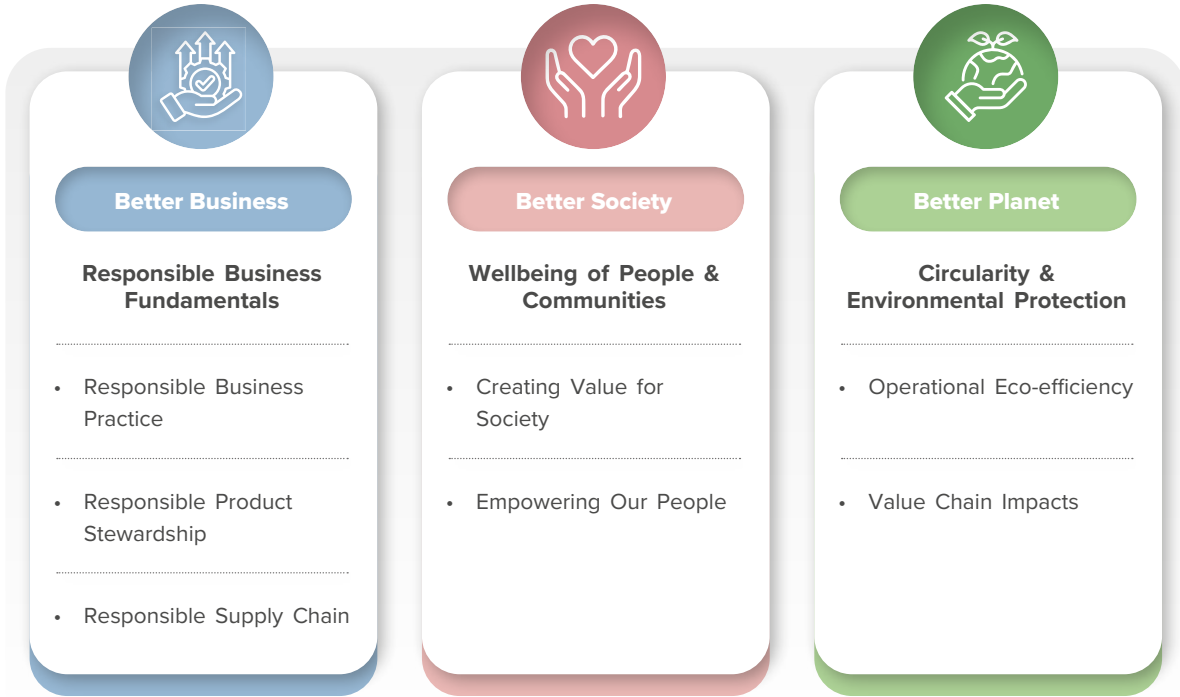 Better Business
Responsible Business
Fundamentals
• Responsible Business
Practice
• Responsible Product
Stewardship
• Responsible Supply Chain
Better Society
Wellbeing of People &
Communities
• Creating Value for
Society
• Empowering Our People
Better Planet
Circularity &
Environmental Protection
• Operational Eco-efficiency
• Value Chain Impacts